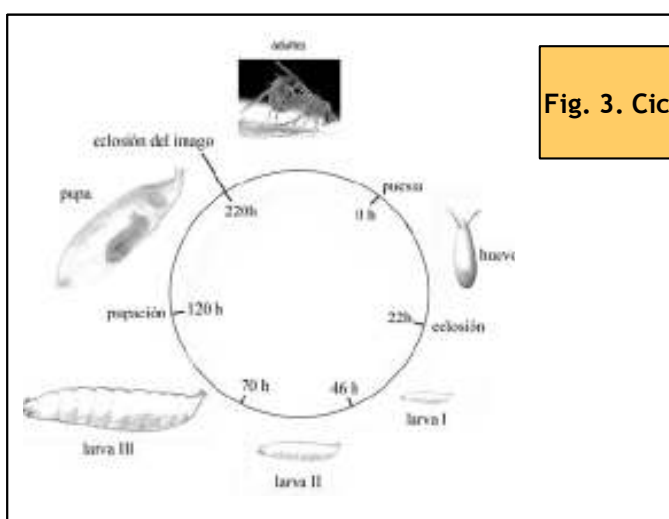 adulto
Fig. 3. Cic
eclosión del imago
pupa
puesta
0 h
220h
huevo
pupación
120 h
22h
eclosión
70 h
46 h
larva I
larva III
larva II